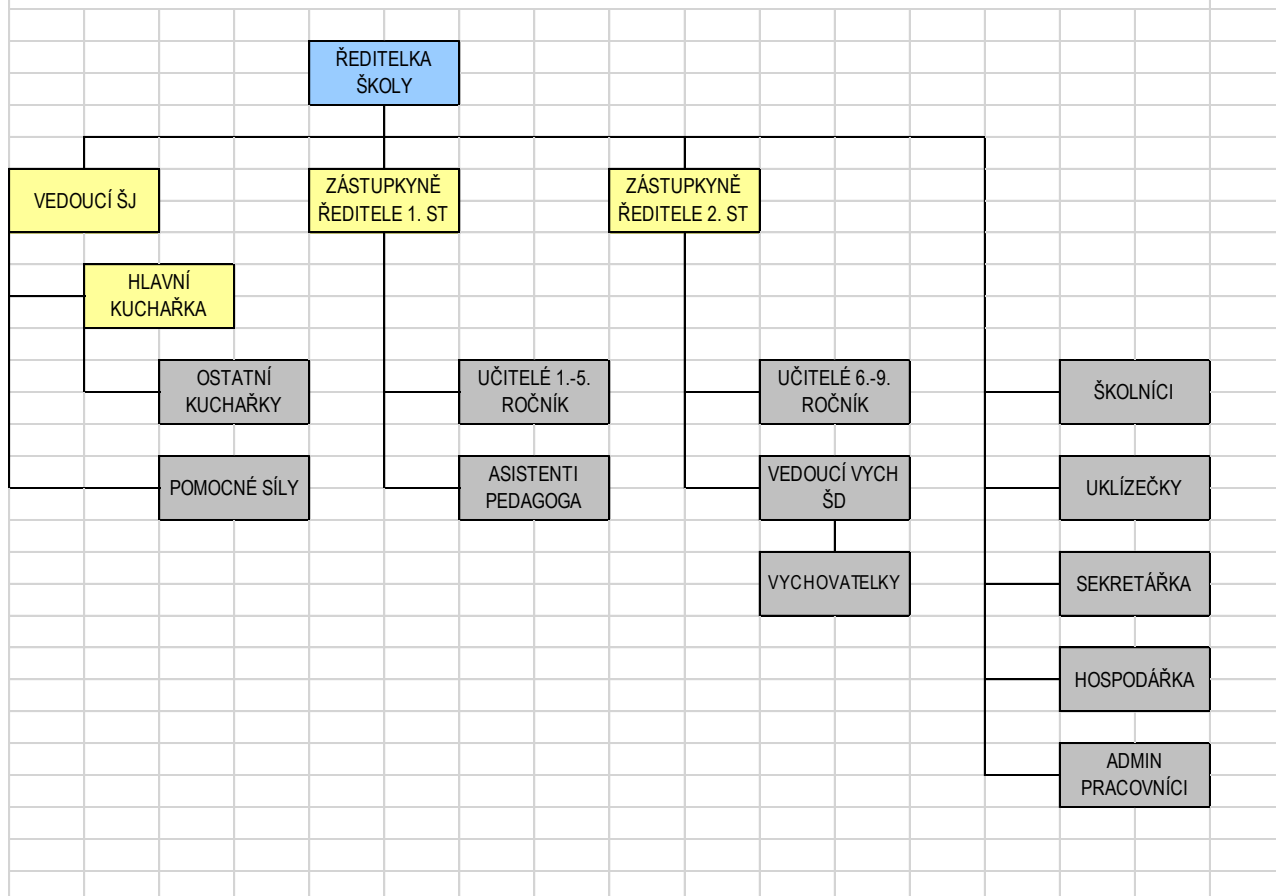 ŘEDITELKA
ŠKOLY
VEDOUCÍ ŠJ
ZÁSTUPKYNĚ
ŘEDITELE 1. ST
ZÁSTUPKYNĚ
ŘEDITELE 2. ST
HLAVNÍ
KUCHAŘKA
OSTATNÍ
KUCHAŘKY
UČITELÉ 1.-5.
ROČNÍK
UČITELÉ 6.-9.
ROČNÍK
ŠKOLNÍCI
POMOCNÉ SÍLY
ASISTENTI
PEDAGOGA
VEDOUCÍ VYCH
ŠD
UKLÍZEČKY
VYCHOVATELKY
SEKRETÁŘKA
HOSPODÁŘKA
ADMIN
PRACOVNÍCI